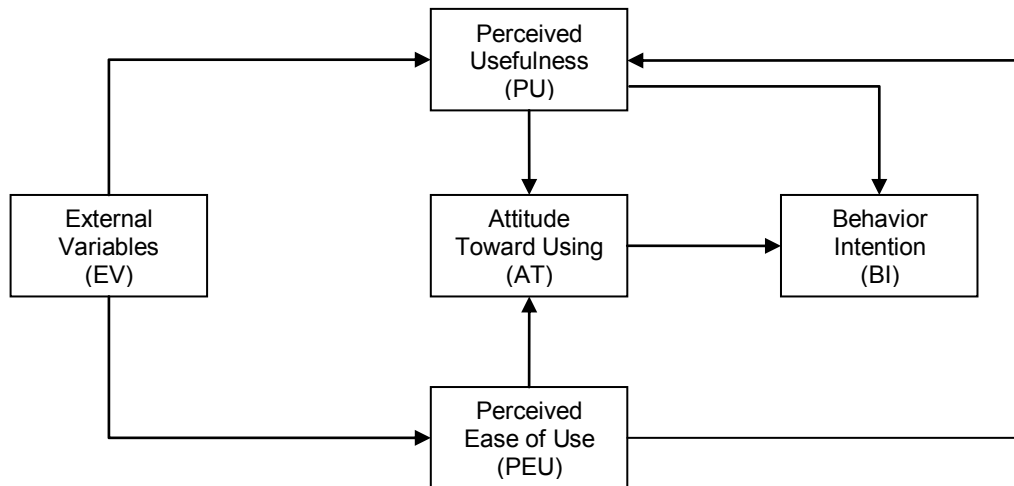 Perceived
Usefulness
(PU)
External
Variables
(EV)
Attitude
Toward Using
(AT)
Behavior
Intention
(BI)
Perceived
Ease of Use
(PEU)